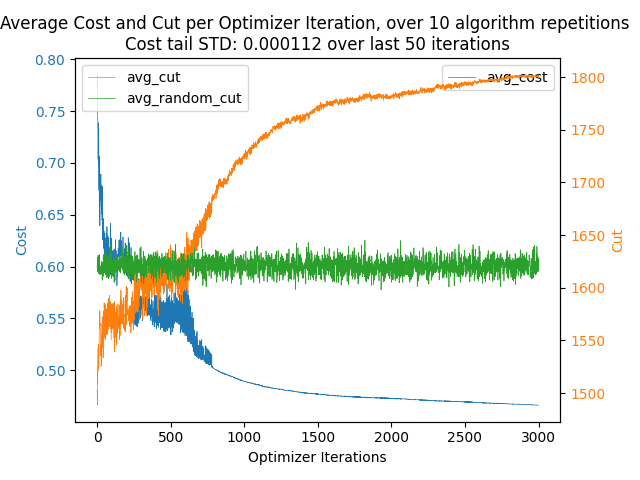 Average Cost and Cut per Optimizer Iteration, over 10 algorithm repetitions
Cost tail STD: 0.000112 over last 50 iterations
avg_cut
avg_random_cut
avg_cost
0.80
0.75
0.70
0.65
0.60
0.55
0.50
Cost
1800
1750
1700
1650
1600
1550
1500
Cut
0
500
1000
1500
2000
2500
3000
Optimizer Iterations